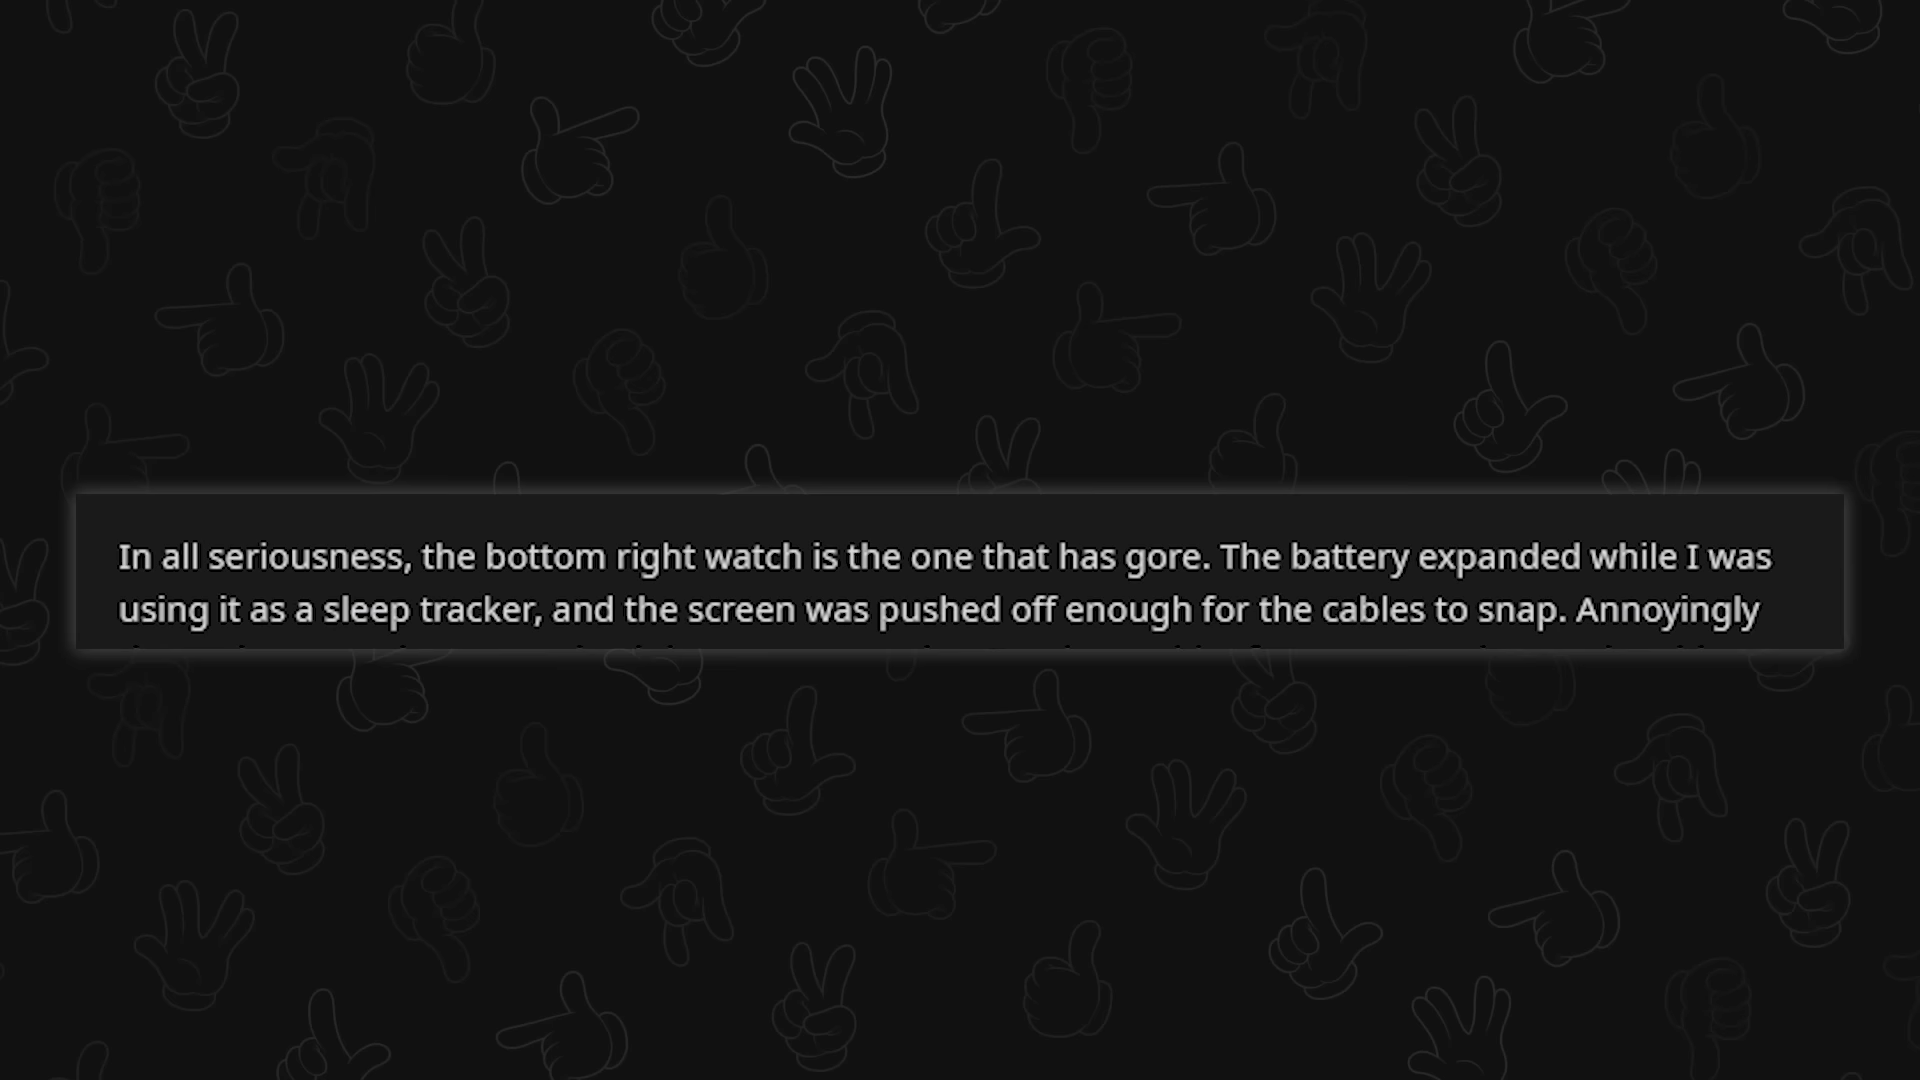 In all seriousness, the bottom right watch is the one that has gore. The battery expanded while I was
using it as a sleep tracker, and the screen was pushed off enough for the cables to snap. Annoyingly